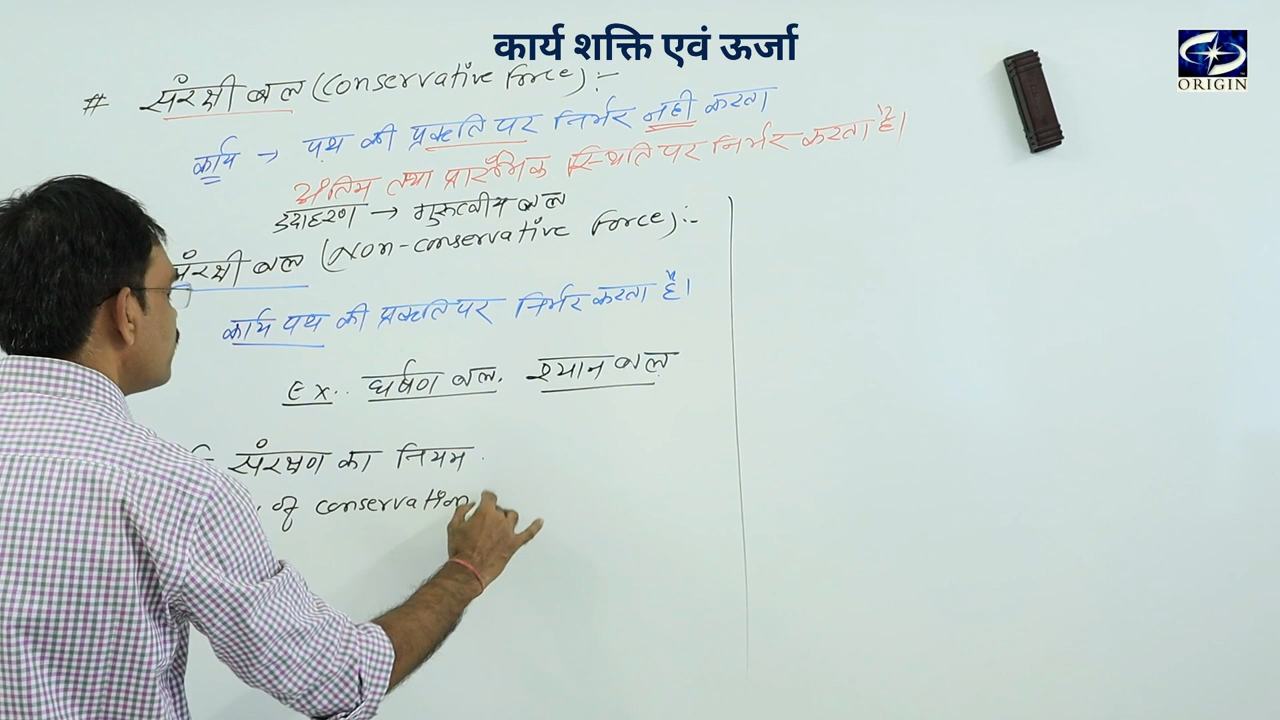 कार्य शक्ति एवं ऊर्जा
ORIGIN
# संरक्षी बल (Conservative Force) :-
कार्य → पथ की प्रकृति पर निर्भर नही करता
अंतिम तथा प्रारंभिक स्थिति पर निर्भर करता है।
उदाहरण → गुरुत्वीय बल
संरक्षी बल (Non-conservative Force) :-
कार्य पथ की प्रकृति पर निर्भर करता है।
ex.. घर्षण बल. श्यान बल
संरक्षण का नियम
of conservation